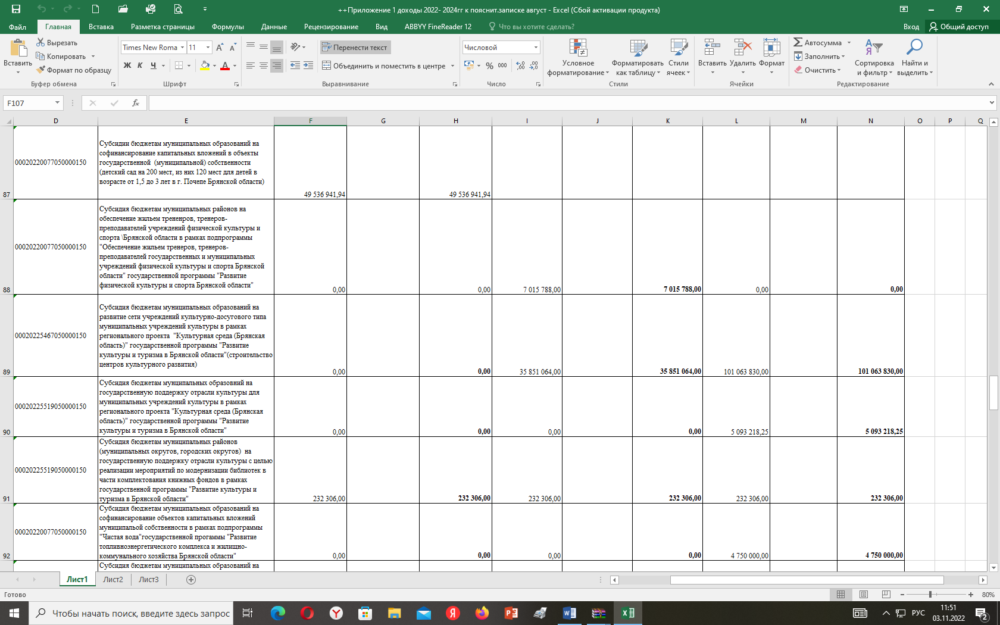 ++Приложение 1 доходы 2022- 2024гг к пояснит.записке август - Excel (Сбой активации продукта)
Файл Главная Вставка Разметка страницы Формулы Данные Рецензирование Вид ABBYY FineReader 12 Что вы хотите сделать? Вход Общий доступ
Вставить
Вырезать
Копировать
Формат по образцу
Буфер обмена
Times New Roma 11
Ж К Ч А
Шрифт
Перенести текст
Объединить и поместить в центре
Выравнивание
Числовой
% 000
Число
Условное форматирование
Форматировать как таблицу
Стили ячеек
Стили
Вставить Удалить Формат
Ячейки
Автосумма
Заполнить
Очистить
Сортировка и фильтр
Найти и выделить
Редактирование
F107
fx
D E F G H I J K L M N O P Q
87
00020220077050000150
Субсидии бюджетам муниципальных образований на
софинансирование капитальных вложений в объекты
государственной (муниципальной) собственности
(детский сад на 200 мест, из них 120 мест для детей в
возрасте от 1,5 до 3 лет в г. Почепе Брянской области)
49 536 941,94 49 536 941,94
88
00020220077050000150
Субсидия бюджетам муниципальных районов на
обеспечение жильем трененров, тренеров-
преподавателей учреждений физической культуры и
спорта \Брянской области в рамках подпрограммы
"Обеспечение жильем тренеров, тренеров-
преподавателей государственных и муниципальных
учреждений физической культуры и спорта Брянской
области" государственной программы "Развитие
физической культуры и спорта Брянской области"
0,00 0,00 7 015 788,00 7 015 788,00 0,00 0,00
89
00020225467050000150
Субсидия бюджетам муниципальных образований на
развитие сети учреждений культурно-досугового типа
муниципальных учреждений культуры в рамках
регионального проекта "Культурная среда (Брянская
область)" государственной программы "Развитие
культуры и туризма в Брянской области"(строительство
центров культурного развития)
0,00 0,00 35 851 064,00 35 851 064,00 101 063 830,00 101 063 830,00
90
00020225519050000150
Субсидия бюджетам мунципальных образовний на
государственную поддержку отрасли культуры для
муниципальных учреждений культуры в рамках
регионального проекта "Культурная среда (Брянская
область)" государственной программы "Развитие
культуры и туризма в Брянской области"
0,00 0,00 0,00 0,00 5 093 218,25 5 093 218,25
91
00020225519050000150
Субсидия бюджетам муниципальных районов
(муниципальных округов, городских округов) на
государственную поддержку отрасли культуры с целью
реализации мероприятий по модернизации библиотек в
части комплектования книжных фондов в рамках
государственной программы "Развитие культуры и
туризма в Брянской области"
232 306,00 232 306,00 232 306,00 232 306,00 232 306,00 232 306,00
92
00020220077050000150
Субсидия бюджетам муниципальных образований на
софинансирование объектов капитальных вложений
муниципальой собственности в рамках подпрограммы
"Чистая вода"государственной прогаммы "Развитие
топливноэнергетического комплекса и жилищно-
коммунального хозяйства Брянской области"
0,00 0,00 0,00 0,00 4 750 000,00 4 750 000,00
Субсидия бюджетам муниципальных образований на
Лист1 Лист2 Лист3
Готово
80%
Чтобы начать поиск, введите здесь запрос
РУС
11:51
03.11.2022
2